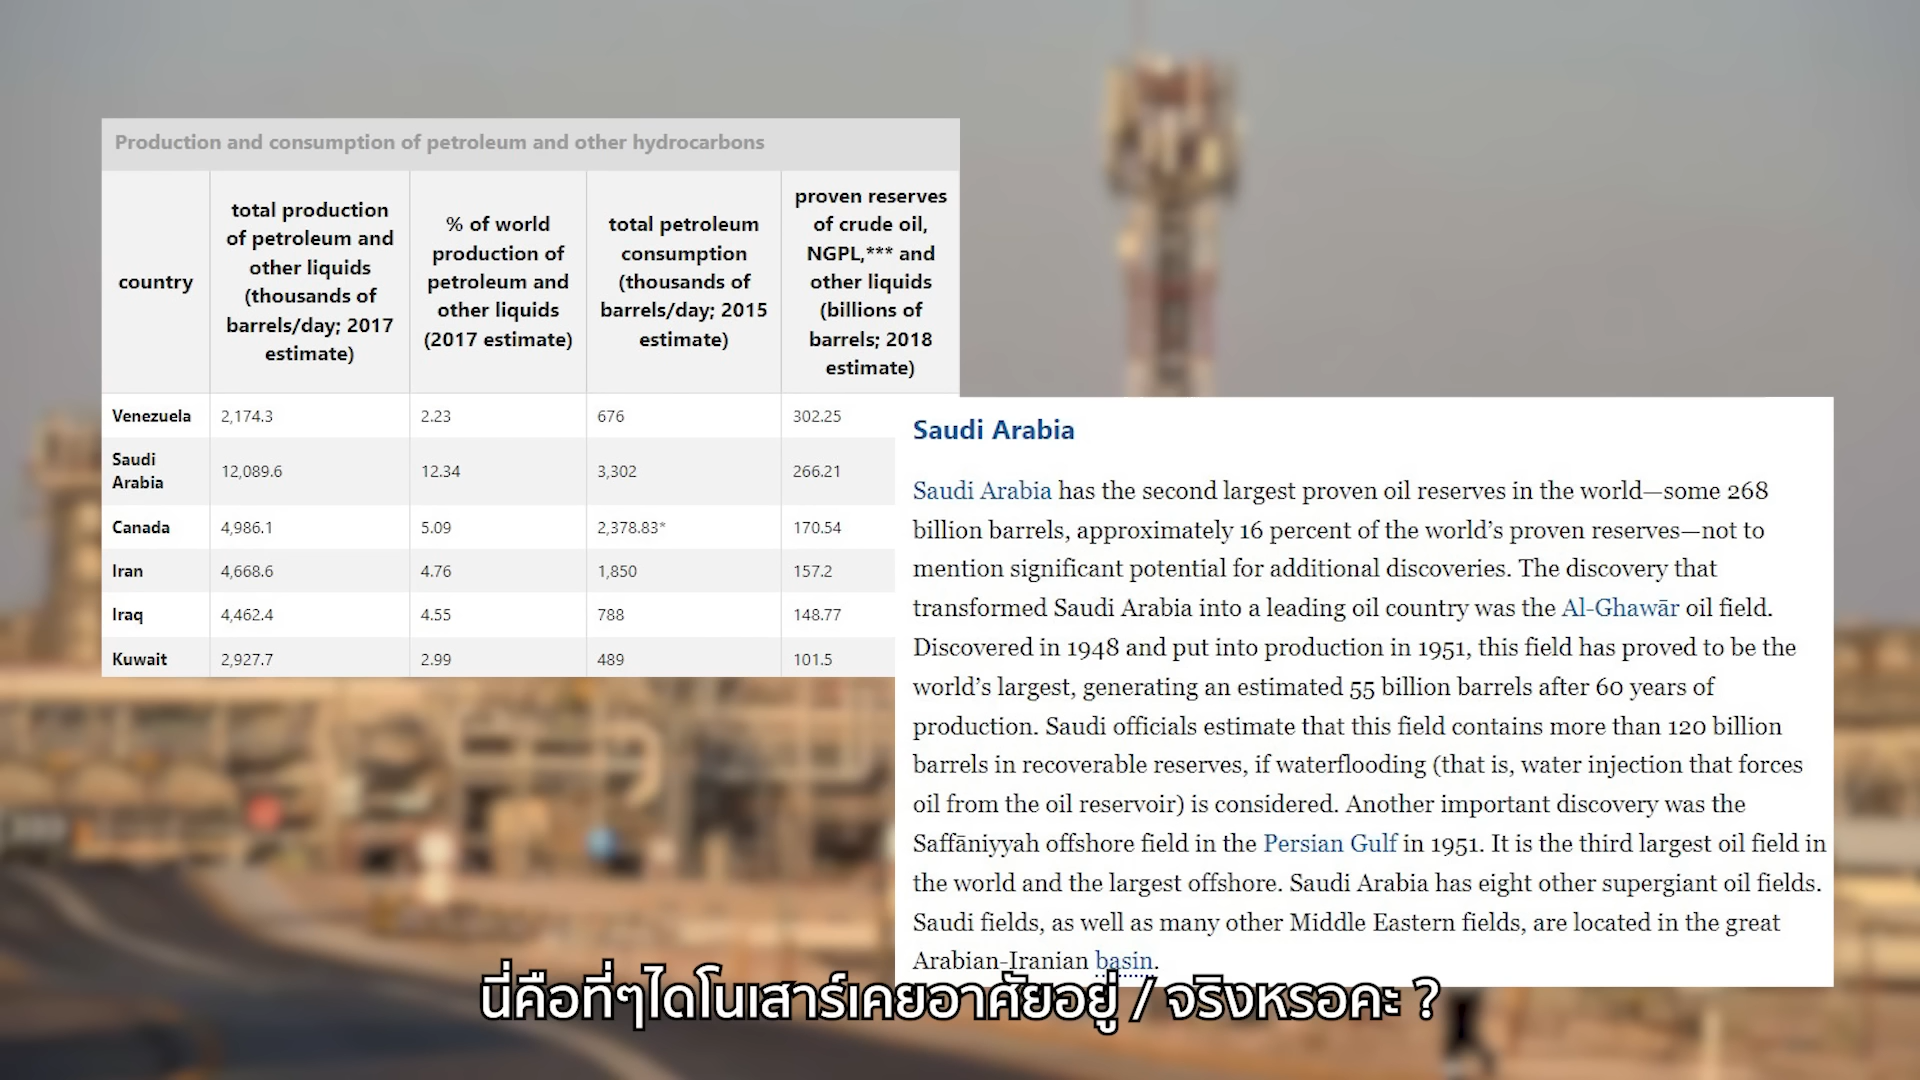 Production and consumption of petroleum and other hydrocarbons
country
total production
of petroleum and
other liquids
(thousands of
barrels/day; 2017
estimate)
% of world
production of
petroleum and
other liquids
(2017 estimate)
total petroleum
consumption
(thousands of
barrels/day; 2015
estimate)
proven reserves
of crude oil,
NGPL,*** and
other liquids
(billions of
barrels; 2018
estimate)
Venezuela 2,174.3 2.23 676 302.25
Saudi
Arabia 12,089.6 12.34 3,302 266.21
Canada 4,986.1 5.09 2,378.83* 170.54
Iran 4,668.6 4.76 1,850 157.2
Iraq 4,462.4 4.55 788 148.77
Kuwait 2,927.7 2.99 489 101.5
Saudi Arabia
Saudi Arabia has the second largest proven oil reserves in the world—some 268
billion barrels, approximately 16 percent of the world’s proven reserves—not to
mention significant potential for additional discoveries. The discovery that
transformed Saudi Arabia into a leading oil country was the Al-Ghawār oil field.
Discovered in 1948 and put into production in 1951, this field has proved to be the
world’s largest, generating an estimated 55 billion barrels after 60 years of
production. Saudi officials estimate that this field contains more than 120 billion
barrels in recoverable reserves, if waterflooding (that is, water injection that forces
oil from the oil reservoir) is considered. Another important discovery was the
Saffāniyyah offshore field in the Persian Gulf in 1951. It is the third largest oil field in
the world and the largest offshore. Saudi Arabia has eight other supergiant oil fields.
Saudi fields, as well as many other Middle Eastern fields, are located in the great
Arabian-Iranian basin.
นี่คือที่ๆไดโนเสาร์เคยอาศัยอยู่ / จริงหรอคะ ?